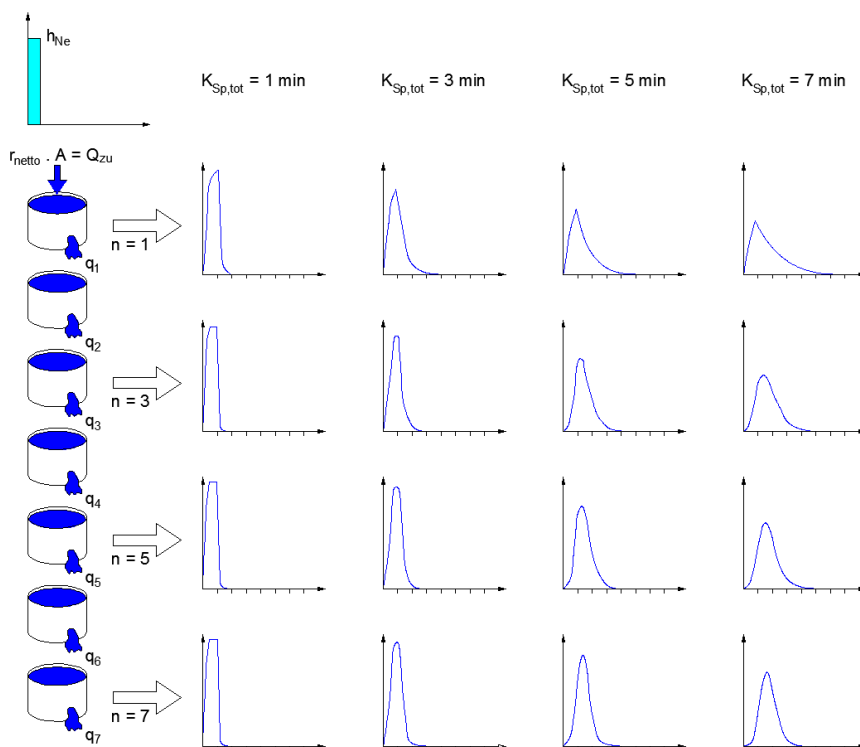 h_Ne
K_Sp,tot = 1 min
K_Sp,tot = 3 min
K_Sp,tot = 5 min
K_Sp,tot = 7 min
r_netto . A = Q_zu
n = 1
q_1
q_2
n = 3
q_3
q_4
n = 5
q_5
q_6
n = 7
q_7